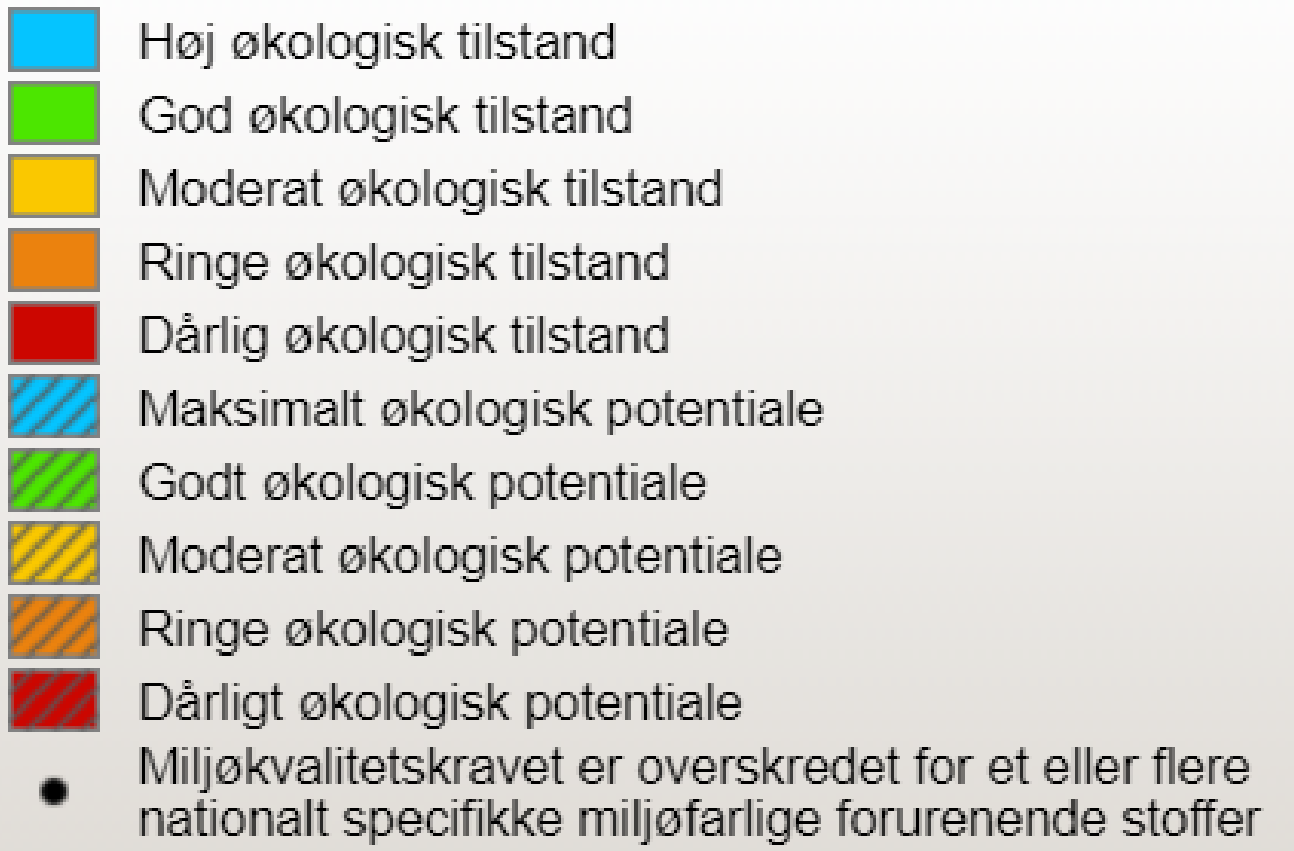 Høj økologisk tilstand
God økologisk tilstand
Moderat økologisk tilstand
Ringe økologisk tilstand
Dårlig økologisk tilstand
Maksimalt økologisk potentiale
Godt økologisk potentiale
Moderat økologisk potentiale
Ringe økologisk potentiale
Dårligt økologisk potentiale
Miljøkvalitetskravet er overskredet for et eller flere
nationalt specifikke miljøfarlige forurenende stoffer